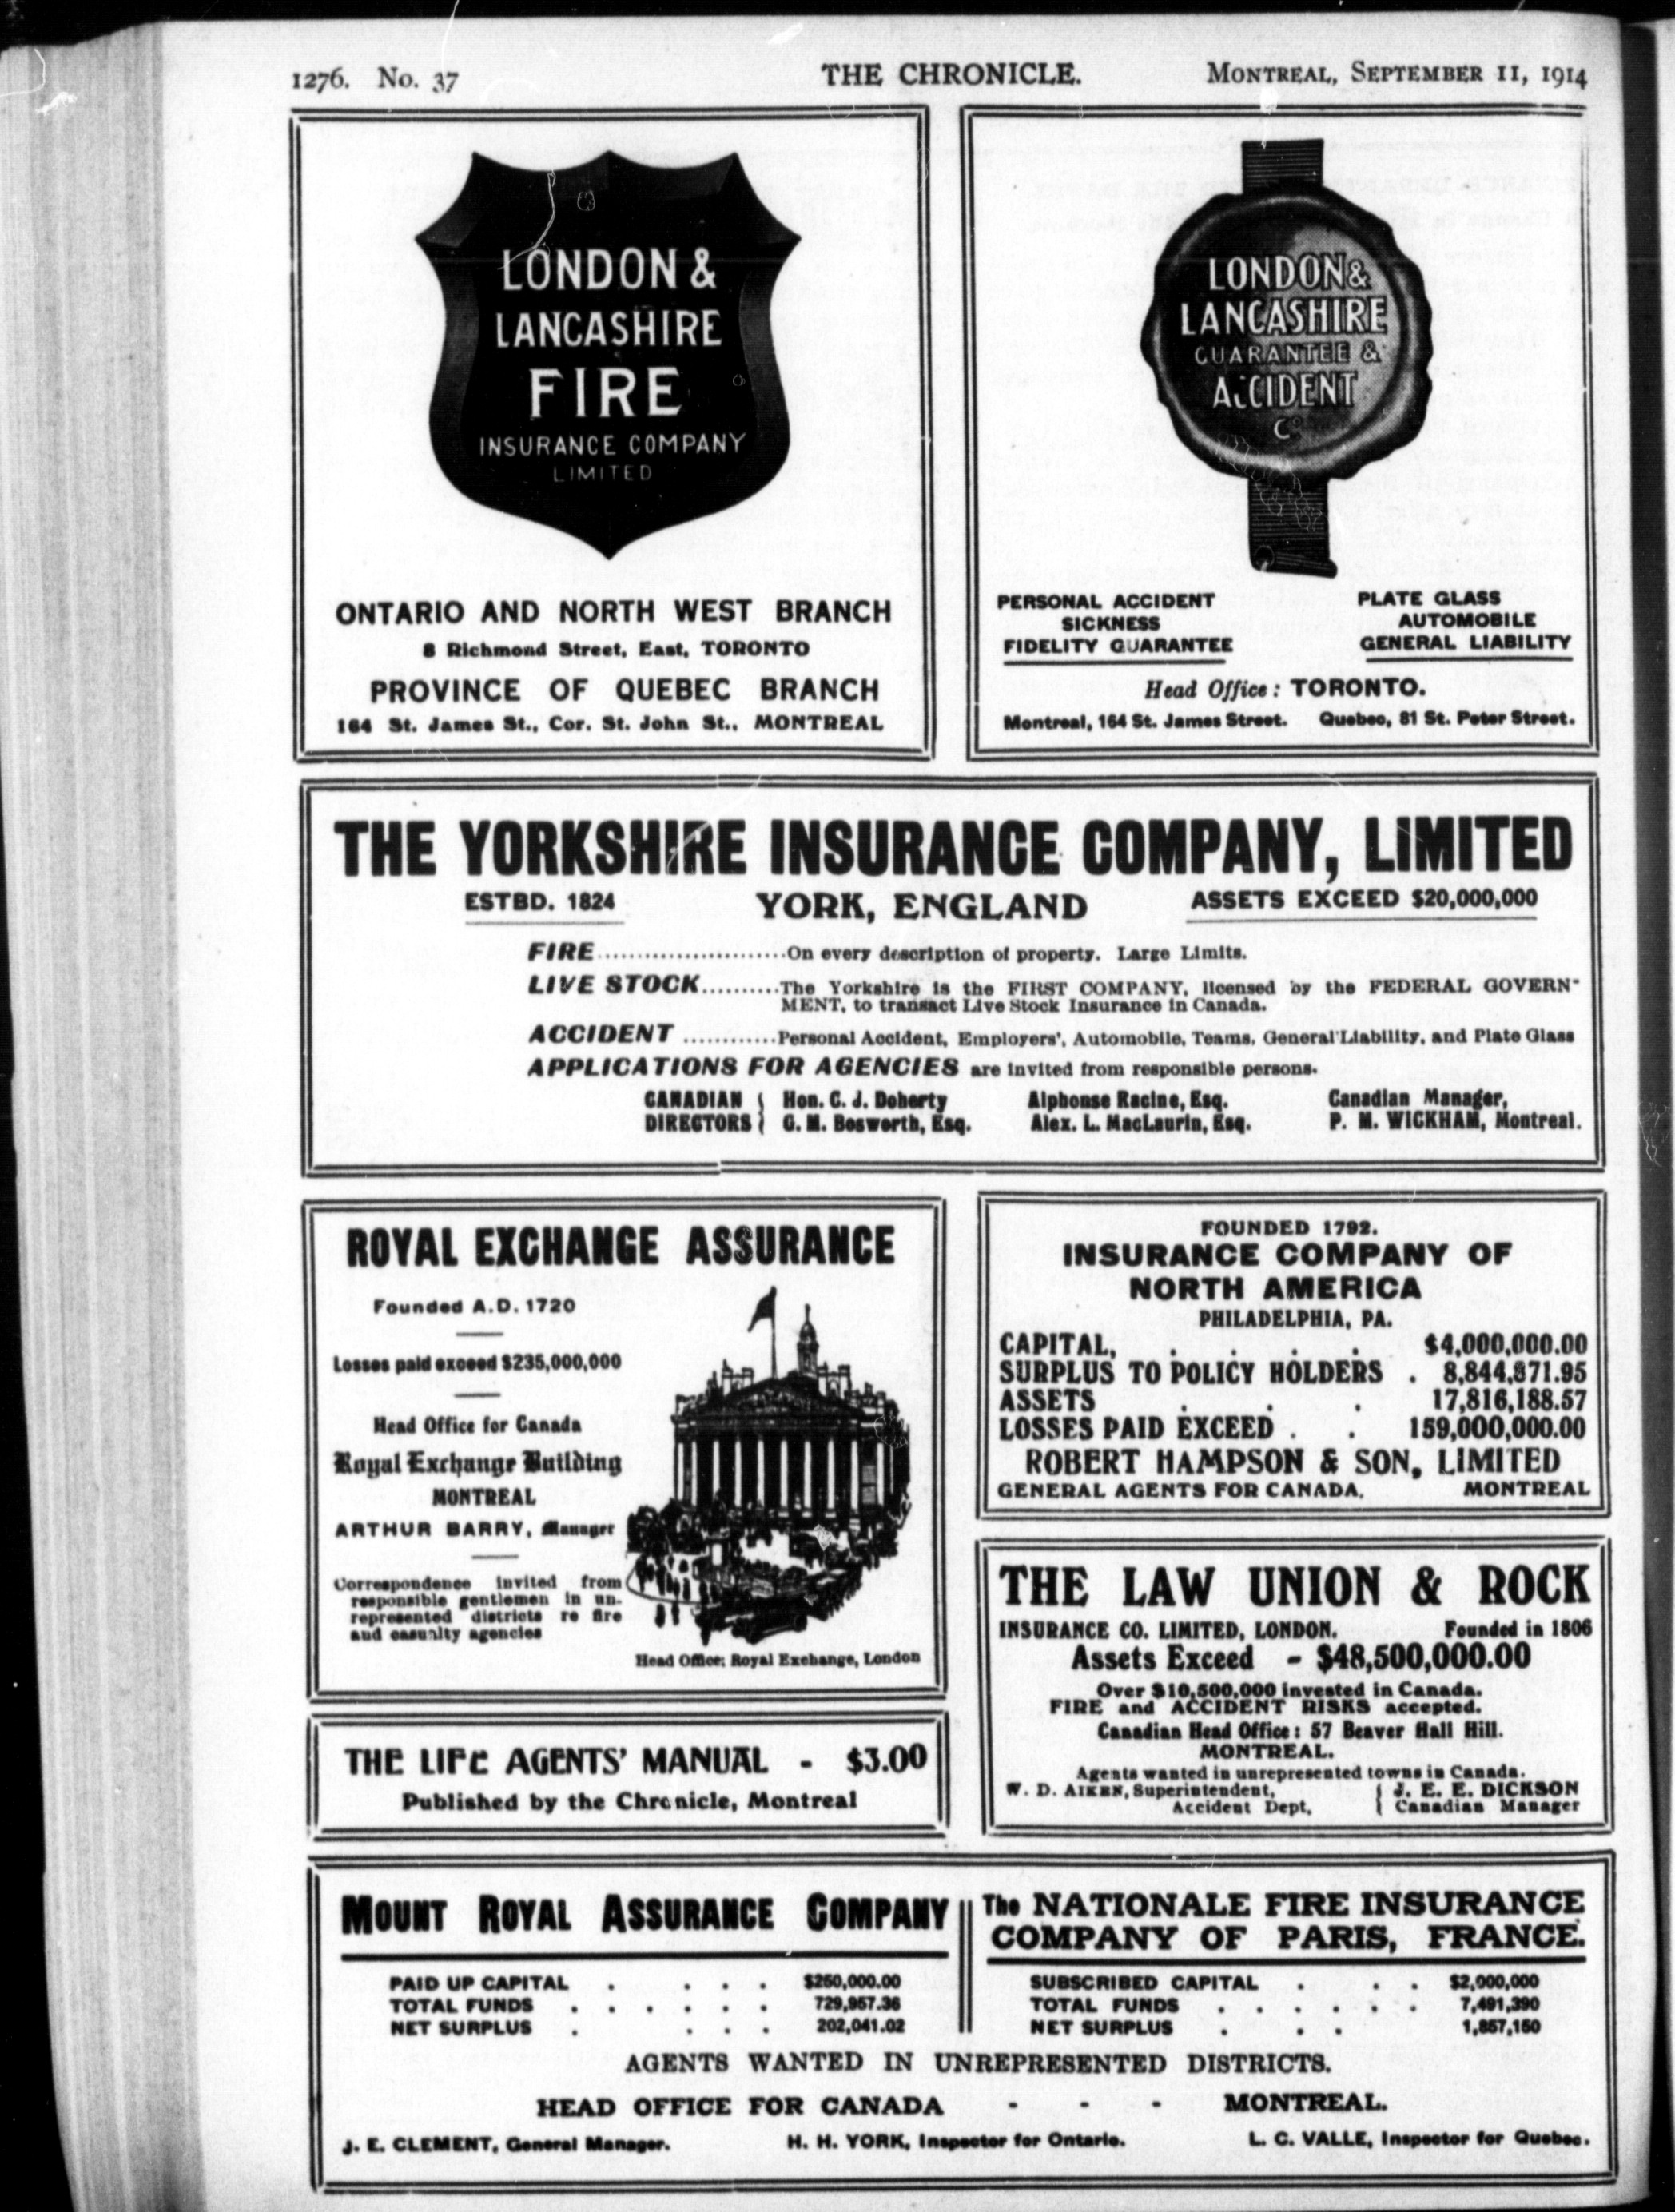 1276. No. 37
THE CHRONICLE.
MONTREAL, SEPTEMBER 11, 1914
LONDON &
LANCASHIRE
FIRE
INSURANCE COMPANY
LIMITED
ONTARIO AND NORTH WEST BRANCH
8 Richmond Street, East, TORONTO
PROVINCE OF QUEBEC BRANCH
164 St. James St., Cor. St. John St., MONTREAL
LONDON &
LANCASHIRE
GUARANTEE &
ACCIDENT
Co
PERSONAL ACCIDENT
SICKNESS
FIDELITY GUARANTEE
PLATE GLASS
AUTOMOBILE
GENERAL LIABILITY
Head Office: TORONTO.
Montreal, 164 St. James Street. Quebec, 81 St. Peter Street.
THE YORKSHIRE INSURANCE COMPANY, LIMITED
ESTBD. 1824 YORK, ENGLAND ASSETS EXCEED $20,000,000
FIRE.......................On every description of property. Large Limits.
LIVE STOCK..........The Yorkshire is the FIRST COMPANY, licensed by the FEDERAL GOVERN-
MENT, to transact Live Stock Insurance in Canada.
ACCIDENT ............Personal Accident, Employers', Automobile, Teams, General Liability, and Plate Glass
APPLICATIONS FOR AGENCIES are invited from responsible persons.
CANADIAN { Hon. C. J. Doherty Alphonse Racine, Esq. Canadian Manager,
DIRECTORS { G. M. Bosworth, Esq. Alex. L. MacLaurin, Esq. P. M. WICKHAM, Montreal.
ROYAL EXCHANGE ASSURANCE
Founded A.D. 1720
Losses paid exceed $235,000,000
Head Office for Canada
Royal Exchange Building
MONTREAL
ARTHUR BARRY, Manager
Correspondence invited from
responsible gentlemen in un-
represented districts re fire
and casualty agencies
Head Office: Royal Exchange, London
FOUNDED 1792.
INSURANCE COMPANY OF
NORTH AMERICA
PHILADELPHIA, PA.
CAPITAL, . . . . $4,000,000.00
SURPLUS TO POLICY HOLDERS . 8,844,871.95
ASSETS . . . 17,816,188.57
LOSSES PAID EXCEED . . 159,000,000.00
ROBERT HAMPSON & SON, LIMITED
GENERAL AGENTS FOR CANADA. MONTREAL
THE LAW UNION & ROCK
INSURANCE CO. LIMITED, LONDON. Founded in 1806
Assets Exceed - $48,500,000.00
Over $10,500,000 invested in Canada.
FIRE and ACCIDENT RISKS accepted.
Canadian Head Office: 57 Beaver Hall Hill.
MONTREAL.
Agents wanted in unrepresented towns in Canada.
W. D. AIKEN, Superintendent, { J. E. E. DICKSON
Accident Dept. { Canadian Manager
THE LIFE AGENTS' MANUAL - $3.00
Published by the Chronicle, Montreal
MOUNT ROYAL ASSURANCE COMPANY
PAID UP CAPITAL . . . . $250,000.00
TOTAL FUNDS . . . . . . 729,957.36
NET SURPLUS . . . . 202,041.02
The NATIONALE FIRE INSURANCE
COMPANY OF PARIS, FRANCE.
SUBSCRIBED CAPITAL . . . $2,000,000
TOTAL FUNDS . . . . . . 7,491,390
NET SURPLUS . . . 1,857,150
AGENTS WANTED IN UNREPRESENTED DISTRICTS.
HEAD OFFICE FOR CANADA - - - MONTREAL.
J. E. CLEMENT, General Manager. H. H. YORK, Inspector for Ontario. L. C. VALLE, Inspector for Quebec.